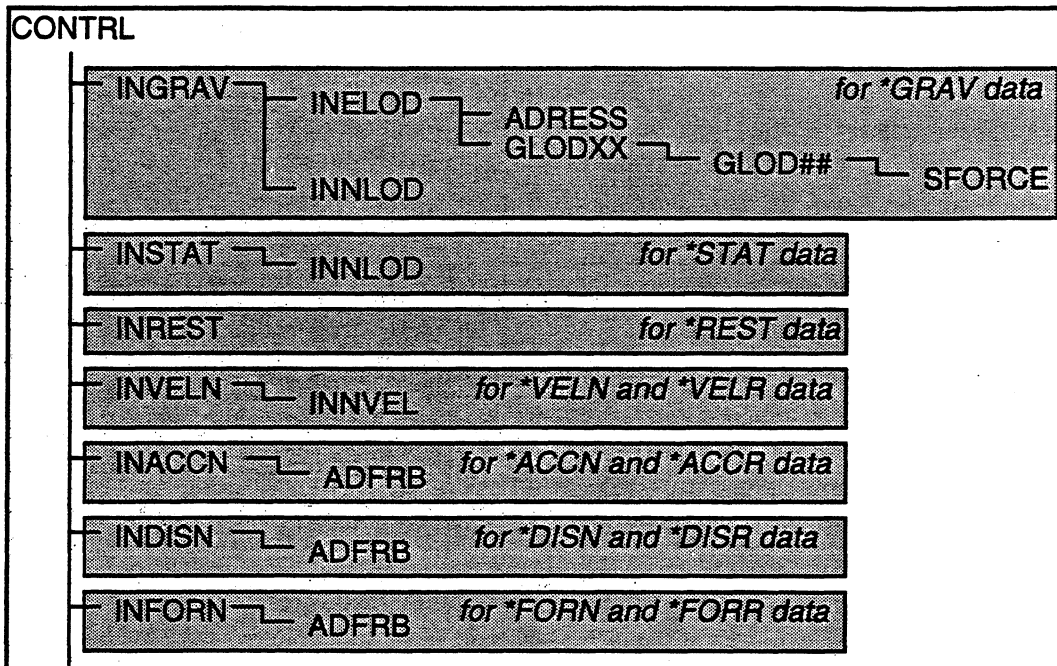 CONTRL
INGRAV INELOD for *GRAV data
ADRESS
GLODXX GLOD## SFORCE
INNLOD
INSTAT INNLOD for *STAT data
INREST for *REST data
INVELN INNVEL for *VELN and *VELR data
INACCN ADFRB for *ACCN and *ACCR data
INDISN ADFRB for *DISN and *DISR data
INFORN ADFRB for *FORN and *FORR data